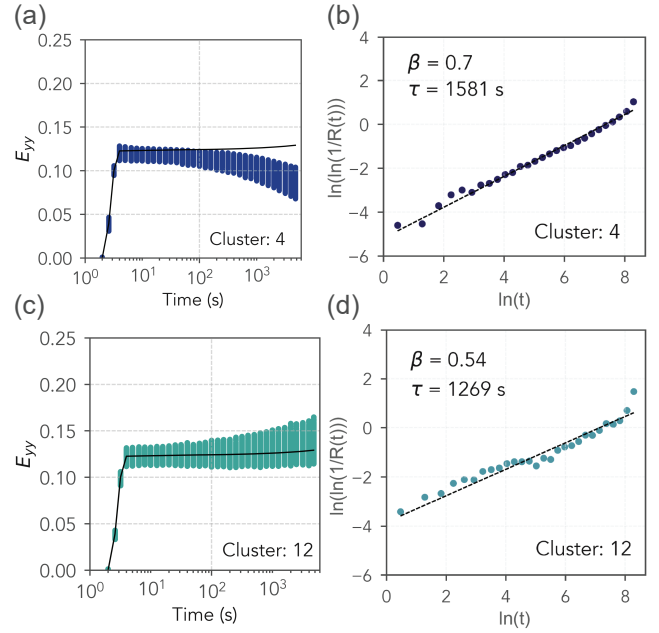 (a)
0.25
0.20
0.15
0.10
0.05
0.00
E_yy
10^0
10^1
10^2
10^3
Time (s)
Cluster: 4
(b)
4
2
0
−2
−4
−6
ln(ln(1/R(t)))
β = 0.7
τ = 1581 s
Cluster: 4
0
2
4
6
8
ln(t)
(c)
0.25
0.20
0.15
0.10
0.05
0.00
E_yy
10^0
10^1
10^2
10^3
Time (s)
Cluster: 12
(d)
4
2
0
−2
−4
−6
ln(ln(1/R(t)))
β = 0.54
τ = 1269 s
Cluster: 12
0
2
4
6
8
ln(t)